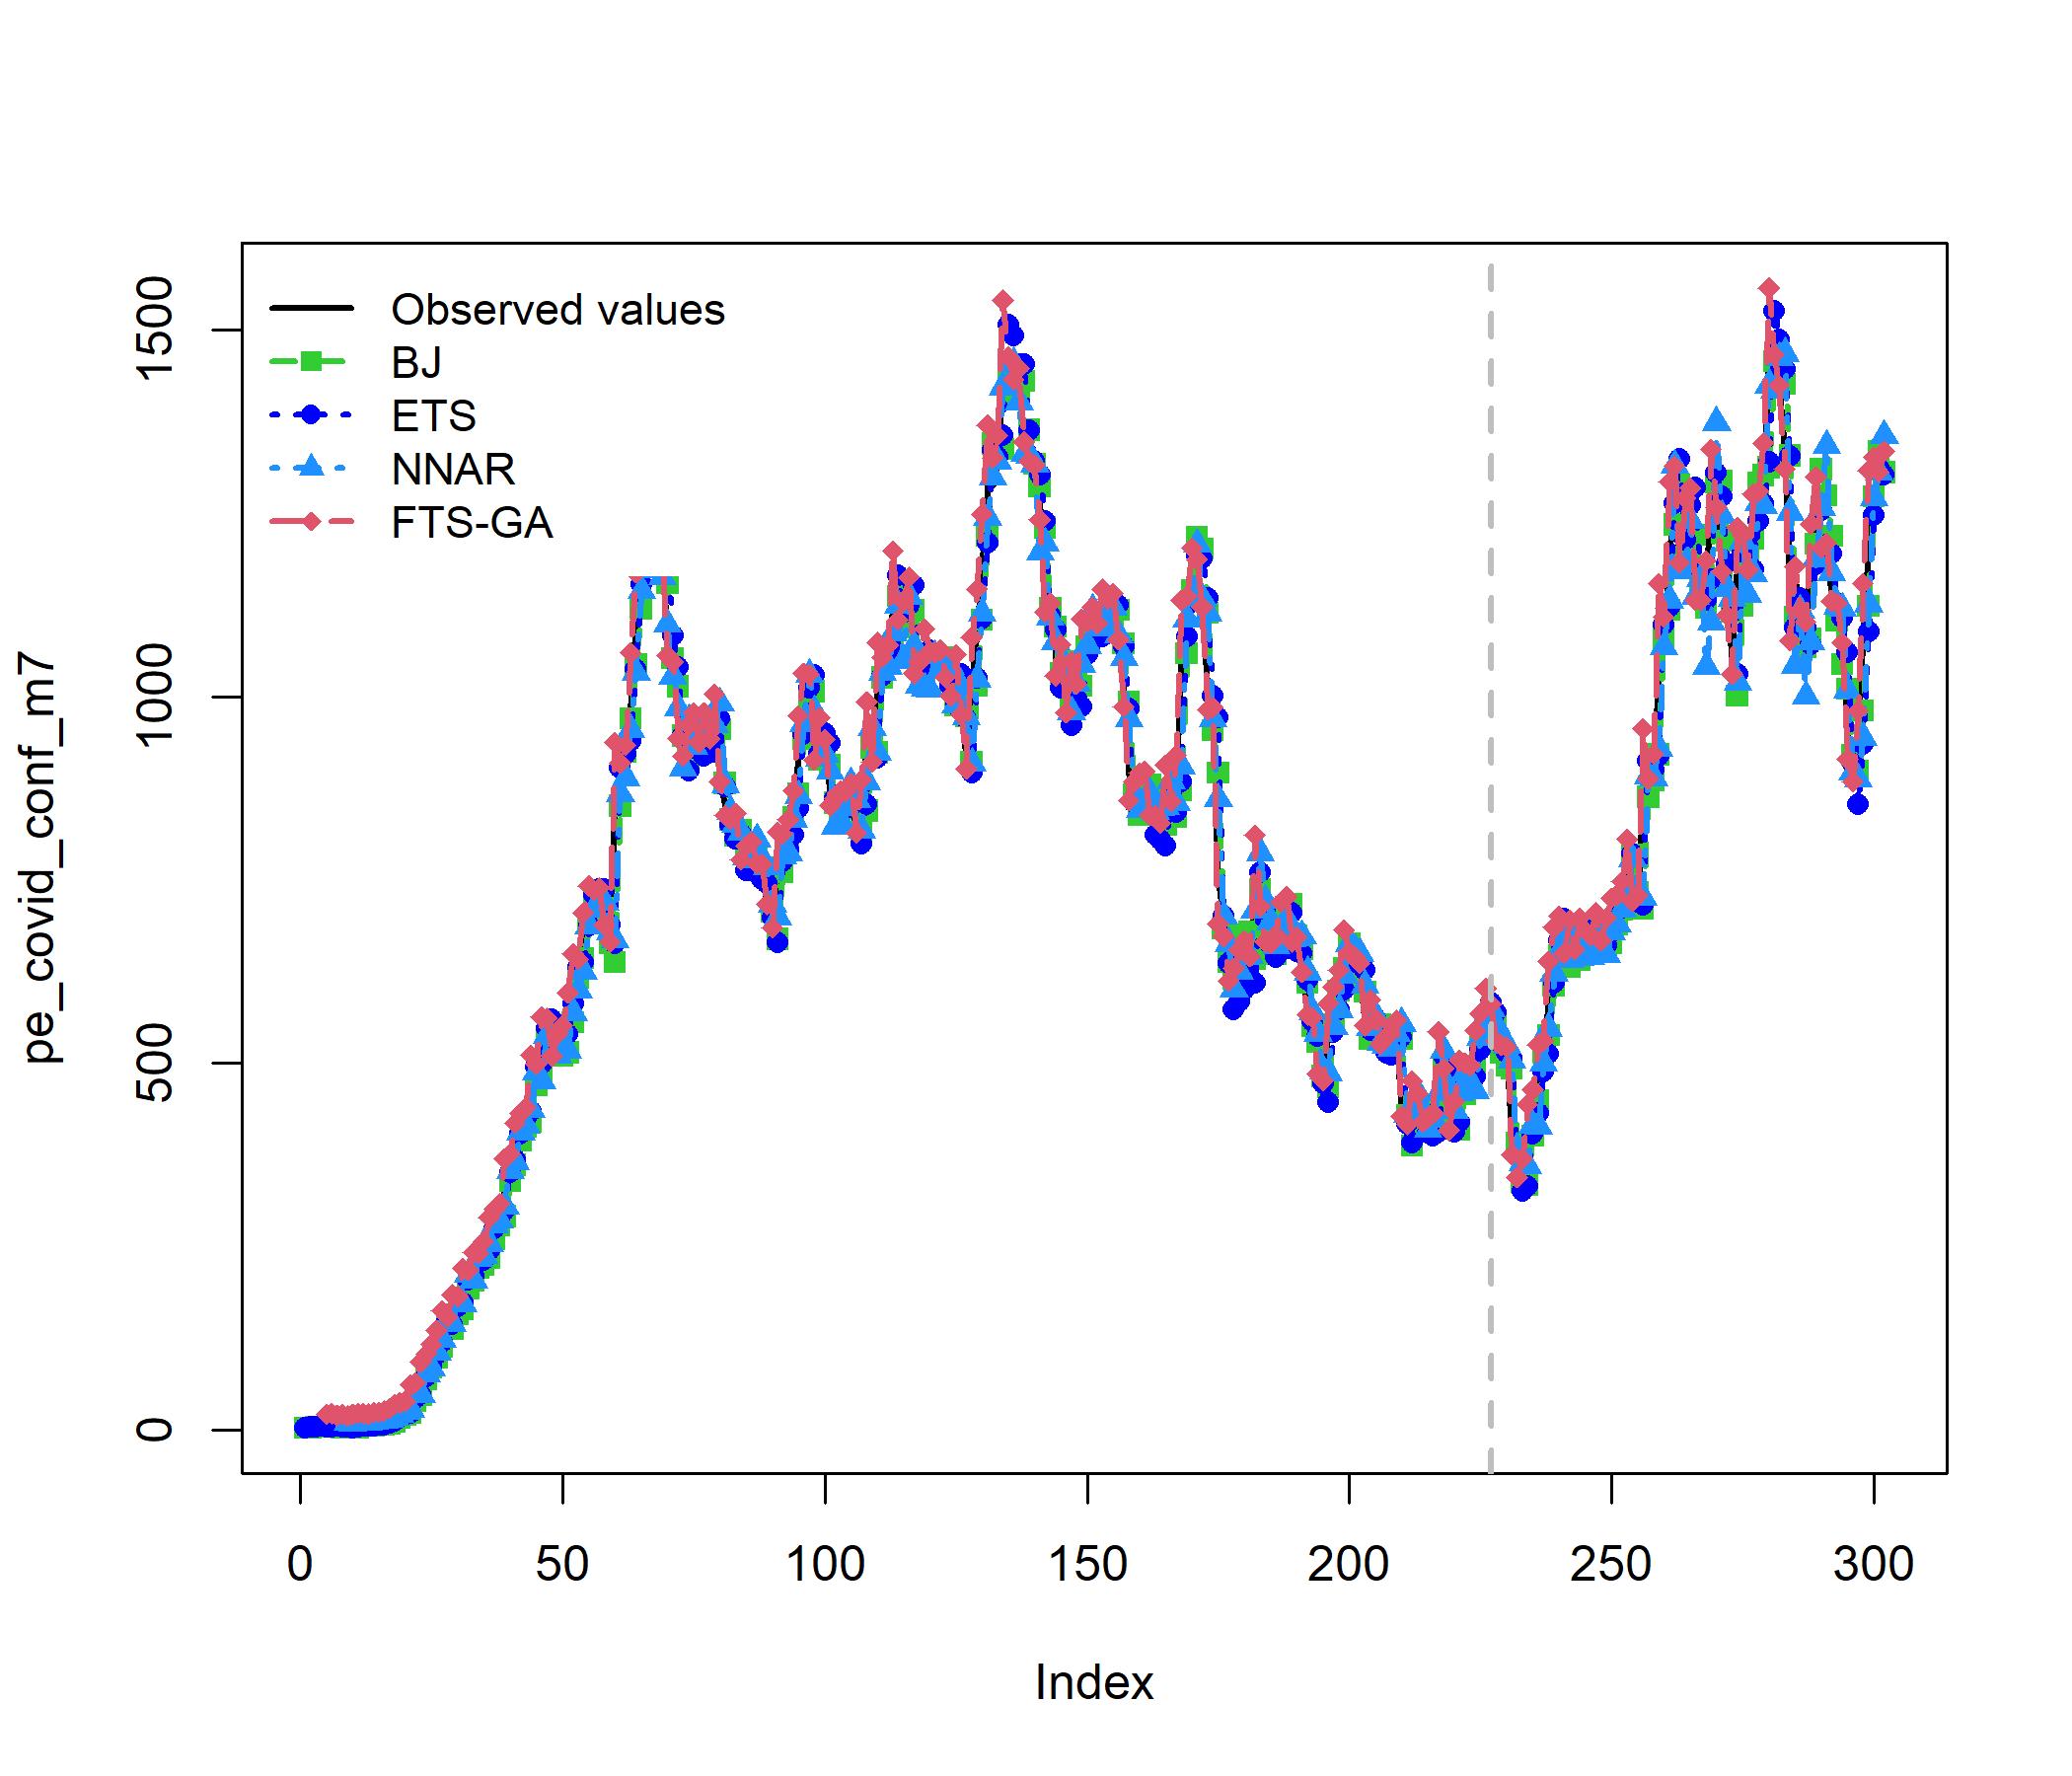 Observed values
BJ
ETS
NNAR
FTS-GA
pe_covid_conf_m7
1500
1000
500
0
0 50 100 150 200 250 300
Index